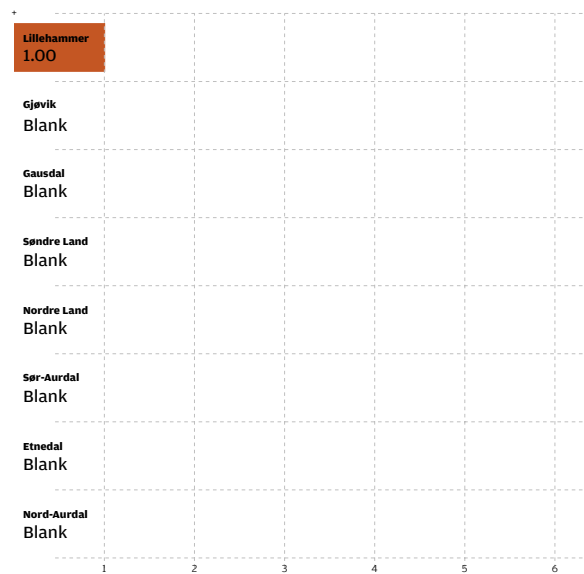 +
Lillehammer
1.00
Gjøvik
Blank
Gausdal
Blank
Søndre Land
Blank
Nordre Land
Blank
Sør-Aurdal
Blank
Etnedal
Blank
Nord-Aurdal
Blank
1 2 3 4 5 6